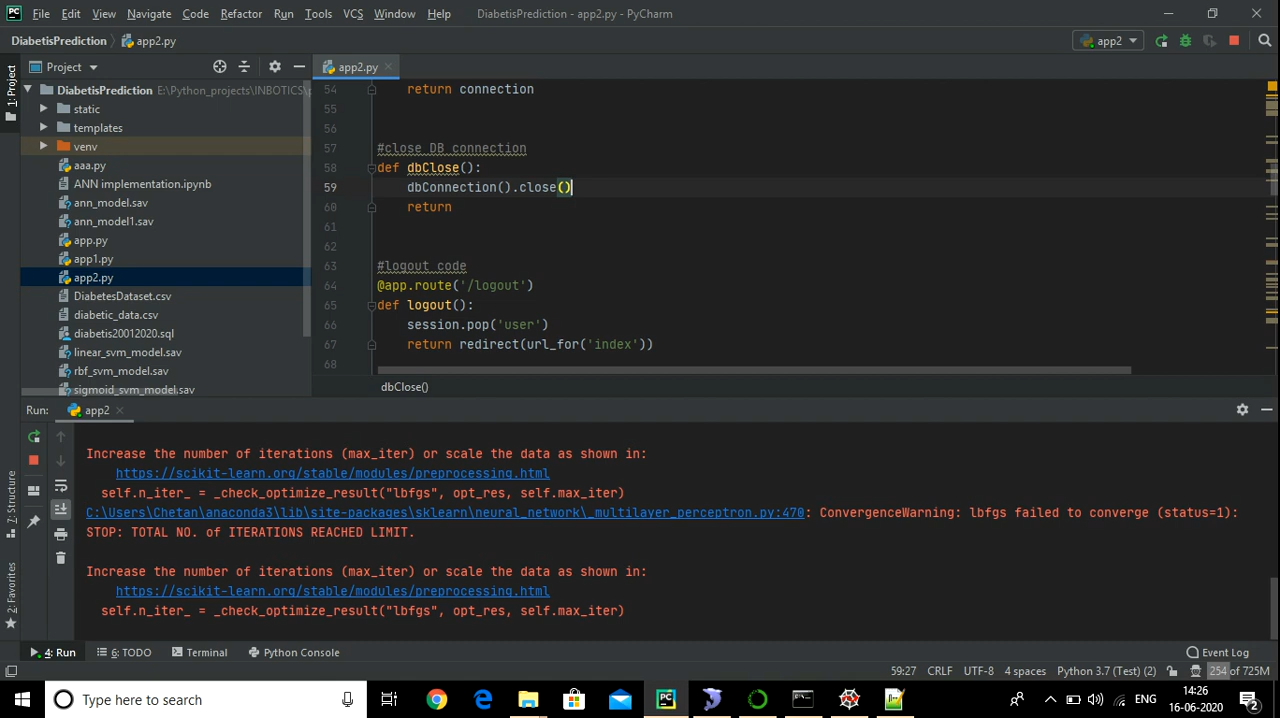 PC File Edit View Navigate Code Refactor Run Tools VCS Window Help DiabetisPrediction - app2.py - PyCharm
DiabetisPrediction app2.py app2
1: Project
Project
app2.py
DiabetisPrediction E:\Python_projects\INBOTICS\p
static
templates
venv
aaa.py
ANN implementation.ipynb
ann_model.sav
ann_model1.sav
app.py
app1.py
app2.py
DiabetesDataset.csv
diabetic_data.csv
diabetis20012020.sql
linear_svm_model.sav
rbf_svm_model.sav
sigmoid_svm_model.sav
54 return connection
55
56
57 #close DB connection
58 def dbClose():
59 dbConnection().close()
60 return
61
62
63 #logout code
64 @app.route('/logout')
65 def logout():
66 session.pop('user')
67 return redirect(url_for('index'))
68
dbClose()
Run: app2
Increase the number of iterations (max_iter) or scale the data as shown in:
https://scikit-learn.org/stable/modules/preprocessing.html
self.n_iter_ = _check_optimize_result("lbfgs", opt_res, self.max_iter)
C:\Users\Chetan\anaconda3\lib\site-packages\sklearn\neural_network\_multilayer_perceptron.py:470: ConvergenceWarning: lbfgs failed to converge (status=1):
STOP: TOTAL NO. of ITERATIONS REACHED LIMIT.
Increase the number of iterations (max_iter) or scale the data as shown in:
https://scikit-learn.org/stable/modules/preprocessing.html
self.n_iter_ = _check_optimize_result("lbfgs", opt_res, self.max_iter)
7: Structure
2: Favorites
4: Run 6: TODO Terminal Python Console Event Log
59:27 CRLF UTF-8 4 spaces Python 3.7 (Test) (2) 254 of 725M
Type here to search PC ENG 14:26
16-06-2020 2